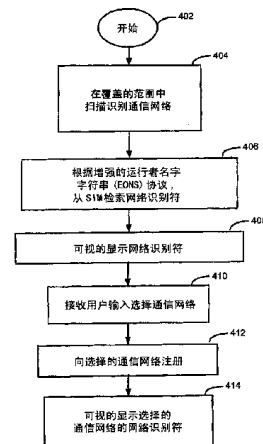 402
开始
404
在覆盖的范围中
扫描识别通信网络
406
根据增强的运行者名字
字符串 (EONS) 协议，
从 SIM检索网络识别符
408
可视的显示网络识别符
410
接收用户输入选择通信网络
412
向选择的通信网络注册
414
可视的显示选择的
通信网络的网络识别符